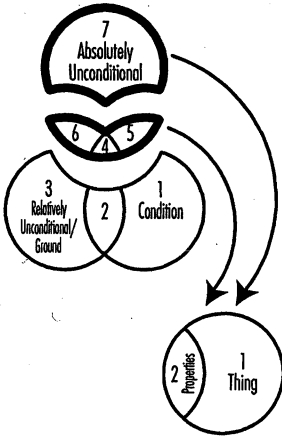 7
Absolutely
Unconditional
6 5
4
3
Relatively
Unconditional/
Ground
2
1
Condition
2
Properties
1
Thing